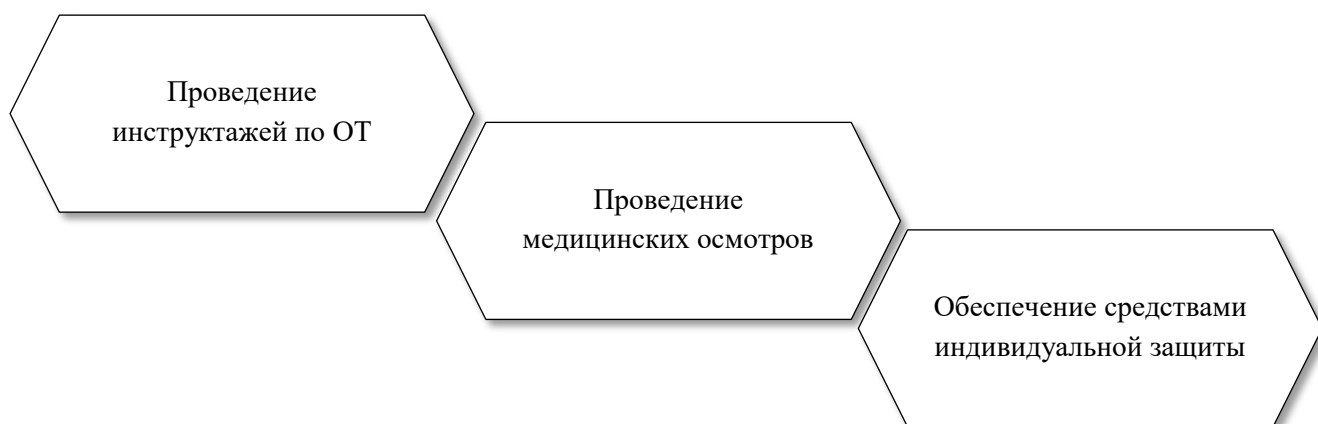 Проведение
инструктажей по ОТ
Проведение
медицинских осмотров
Обеспечение средствами
индивидуальной защиты